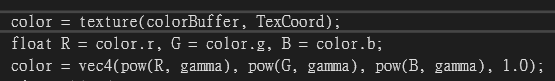 color = texture(colorBuffer, TexCoord);
float R = color.r, G = color.g, B = color.b;
color = vec4(pow(R, gamma), pow(G, gamma), pow(B, gamma), 1.0);